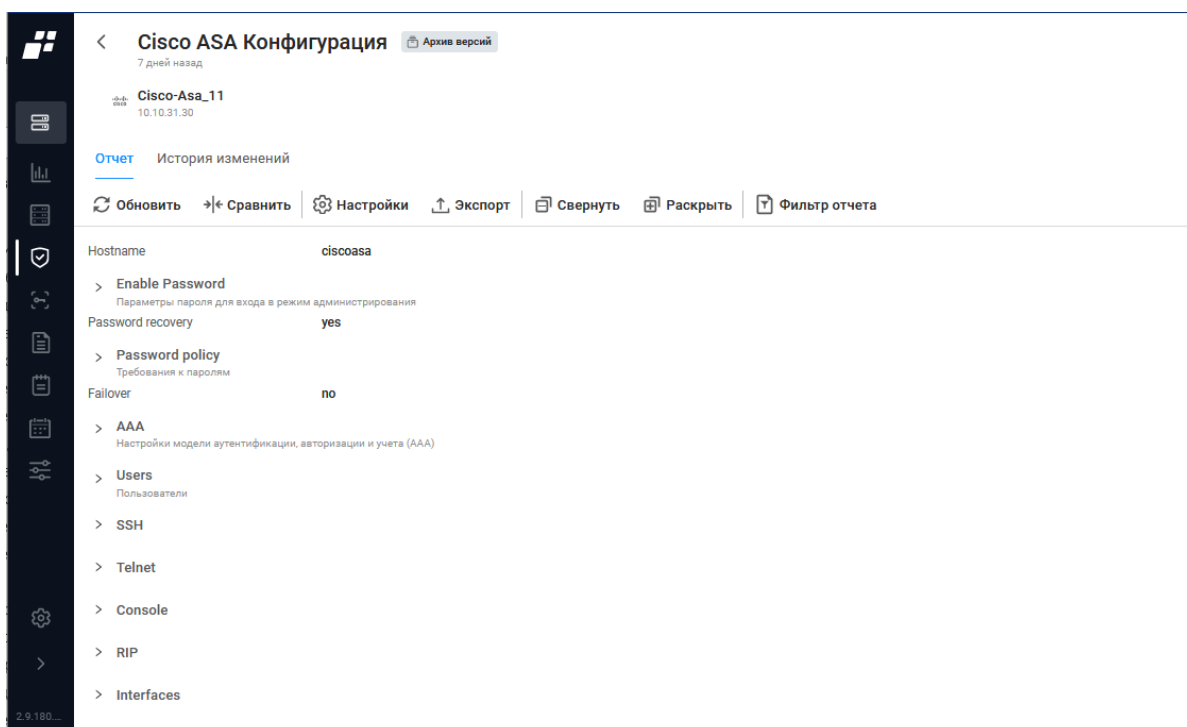 Cisco ASA Конфигурация
Архив версий
7 дней назад
Cisco-Asa_11
10.10.31.30
Отчет История изменений
Обновить Сравнить Настройки Экспорт Свернуть Раскрыть Фильтр отчета
Hostname ciscoasa
Enable Password
Параметры пароля для входа в режим администрирования
Password recovery yes
Password policy
Требования к паролям
Failover no
AAA
Настройки модели аутентификации, авторизации и учета (AAA)
Users
Пользователи
SSH
Telnet
Console
RIP
Interfaces
2.9.180....